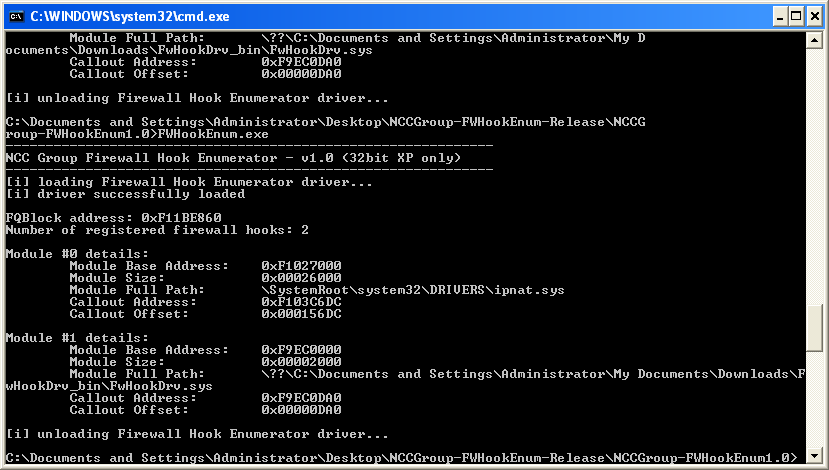 C:\WINDOWS\system32\cmd.exe
Module Full Path: \??\C:\Documents and Settings\Administrator\My D
ocuments\Downloads\FwHookDrv_bin\FwHookDrv.sys
Callout Address: 0xF9EC0DA0
Callout Offset: 0x00000DA0
[i] unloading Firewall Hook Enumerator driver...
C:\Documents and Settings\Administrator\Desktop\NCCGroup-FWHookEnum-Release\NCCG
roup-FWHookEnum1.0>FWHookEnum.exe
----------------------------------------------------------------
NCC Group Firewall Hook Enumerator - v1.0 (32bit XP only)
----------------------------------------------------------------
[i] loading Firewall Hook Enumerator driver...
[i] driver successfully loaded
FQBlock address: 0xF11BE860
Number of registered firewall hooks: 2
Module #0 details:
Module Base Address: 0xF1027000
Module Size: 0x00026000
Module Full Path: \SystemRoot\system32\DRIVERS\ipnat.sys
Callout Address: 0xF103C6DC
Callout Offset: 0x000156DC
Module #1 details:
Module Base Address: 0xF9EC0000
Module Size: 0x00002000
Module Full Path: \??\C:\Documents and Settings\Administrator\My Documents\Downloads\F
wHookDrv_bin\FwHookDrv.sys
Callout Address: 0xF9EC0DA0
Callout Offset: 0x00000DA0
[i] unloading Firewall Hook Enumerator driver...
C:\Documents and Settings\Administrator\Desktop\NCCGroup-FWHookEnum-Release\NCCGroup-FWHookEnum1.0>